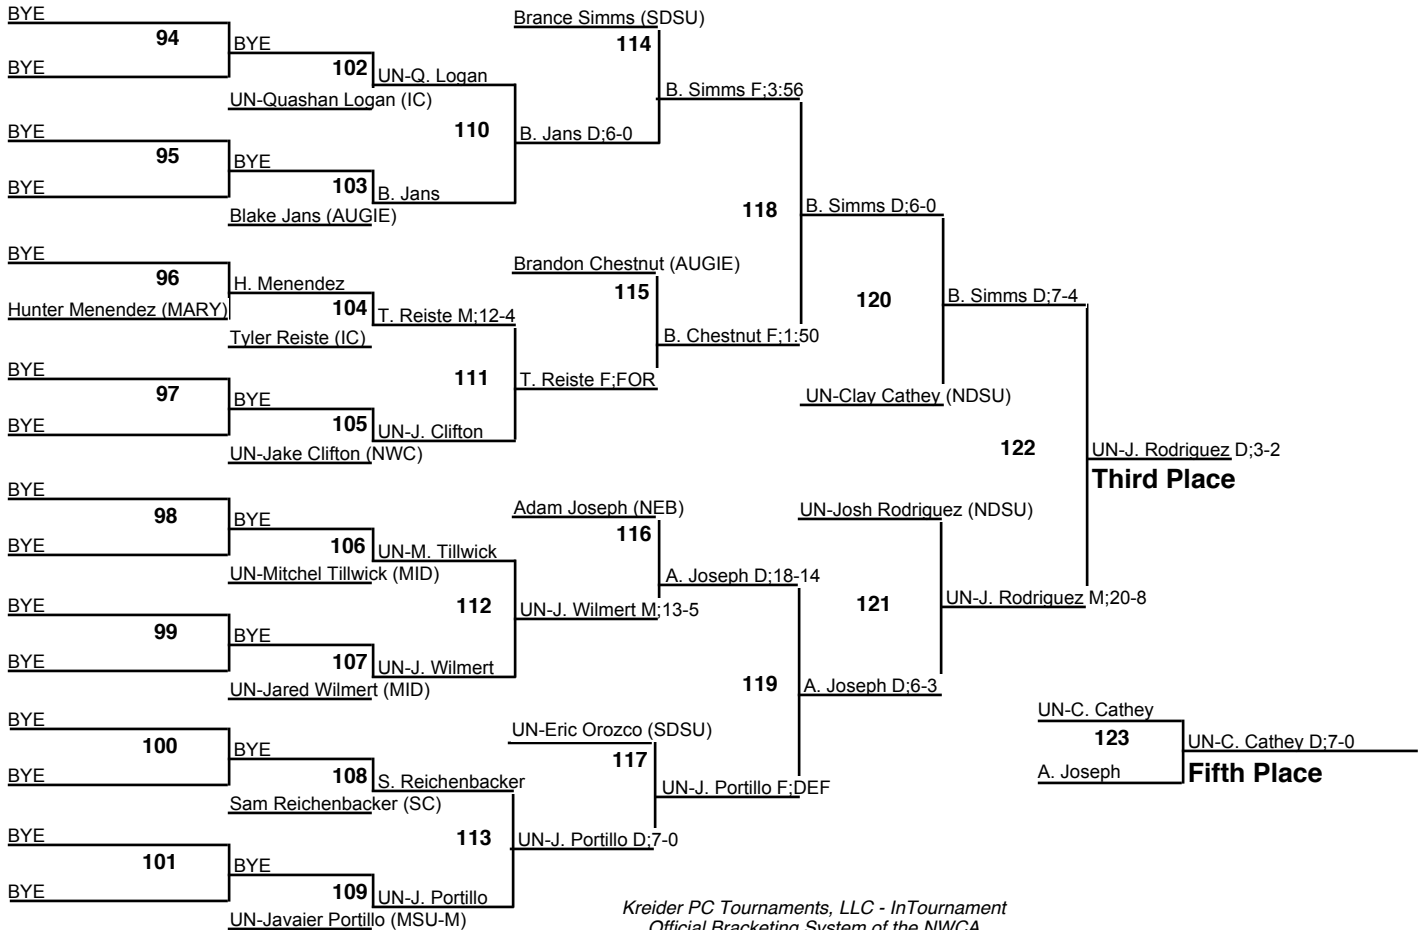 BYE
94
BYE
BYE
102
UN-Quashan Logan (IC)
UN-Q. Logan
BYE
95
BYE
BYE
103
Blake Jans (AUGIE)
B. Jans
110
B. Jans D;6-0
Brance Simms (SDSU)
114
B. Simms F;3:56
BYE
96
Hunter Menendez (MARY)
H. Menendez
104
Tyler Reiste (IC)
T. Reiste M;12-4
BYE
97
BYE
BYE
105
UN-Jake Clifton (NWC)
UN-J. Clifton
111
T. Reiste F;FOR
Brandon Chestnut (AUGIE)
115
B. Chestnut F;1:50
118
B. Simms D;6-0
120
UN-Clay Cathey (NDSU)
B. Simms D;7-4
BYE
98
BYE
BYE
106
UN-Mitchel Tillwick (MID)
UN-M. Tillwick
BYE
99
BYE
BYE
107
UN-Jared Wilmert (MID)
UN-J. Wilmert
112
UN-J. Wilmert M;13-5
Adam Joseph (NEB)
116
A. Joseph D;18-14
BYE
100
BYE
BYE
108
Sam Reichenbacker (SC)
S. Reichenbacker
BYE
101
BYE
BYE
109
UN-Javaier Portillo (MSU-M)
UN-J. Portillo
113
UN-J. Portillo D;7-0
UN-Eric Orozco (SDSU)
117
UN-J. Portillo F;DEF
119
A. Joseph D;6-3
UN-Josh Rodriguez (NDSU)
121
UN-J. Rodriguez M;20-8
122
UN-J. Rodriguez D;3-2
Third Place
UN-C. Cathey
123
A. Joseph
UN-C. Cathey D;7-0
Fifth Place
Kreider PC Tournaments, LLC - InTournament
Official Bracketing System of the NWCA